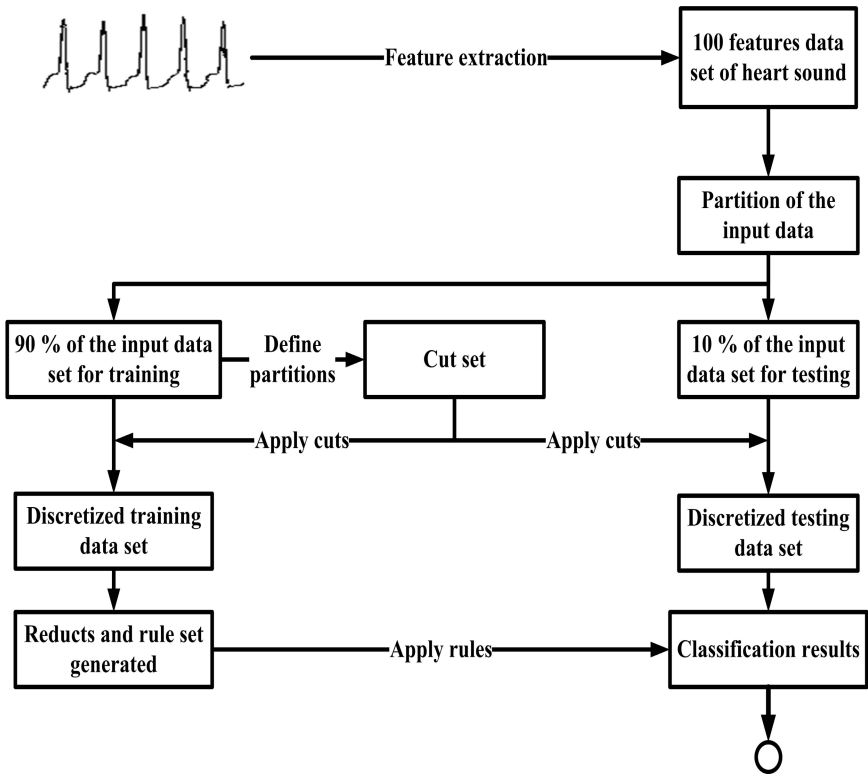 Feature extraction
100 features data
set of heart sound
Partition of the
input data
90 % of the input data
set for training
Define
partitions
Cut set
10 % of the input
data set for testing
Apply cuts
Apply cuts
Discretized training
data set
Discretized testing
data set
Reducts and rule set
generated
Apply rules
Classification results